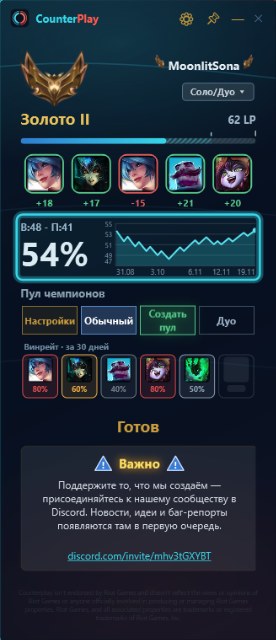 CounterPlay
MoonlitSona
Соло/Дуо
Золото II
62 LP
+18 +17 -15 +21 +20
В:48 - П:41
54%
55
53
51
49
47
31.08 3.10 8.11 12.11 19.11
Пул чемпионов
Настройки Обычный Создать пул Дуо
Винрейт · за 30 дней
80% 60% 40% 80% 50%
Готов
Важно
Поддержите то, что мы создаём —
присоединяйтесь к нашему сообществу в
Discord. Новости, идеи и баг-репорты
появляются там в первую очередь.
discord.com/invite/mhv3tGXYBT